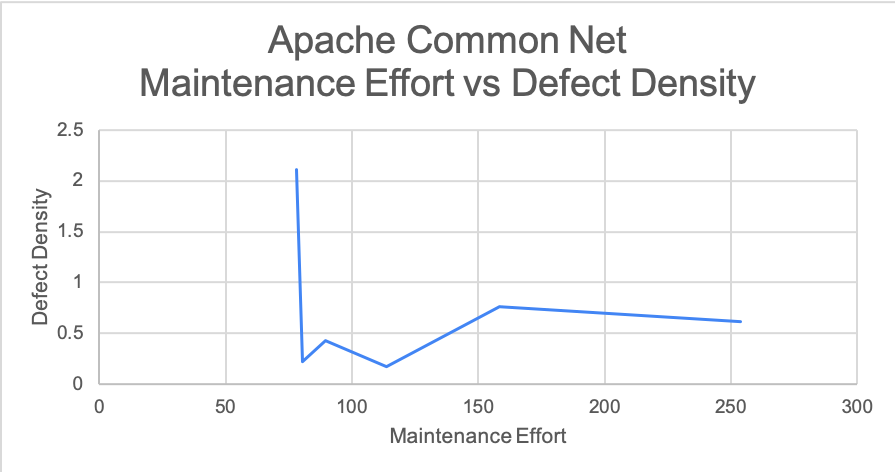 Apache Common Net
Maintenance Effort vs Defect Density
2.5
2
1.5
1
0.5
0
Defect Density
0 50 100 150 200 250 300
Maintenance Effort